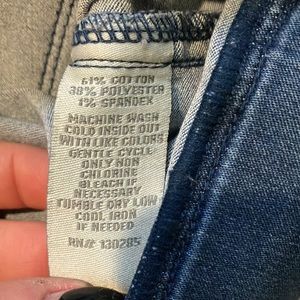 61% COTTON
38% POLYESTER
1% SPANDEX
MACHINE WASH
COLD INSIDE OUT
WITH LIKE COLORS
GENTLE CYCLE
ONLY NON
CHLORINE
BLEACH IF
NECESSARY
TUMBLE DRY LOW
COOL IRON
IF NEEDED
RN# 130285